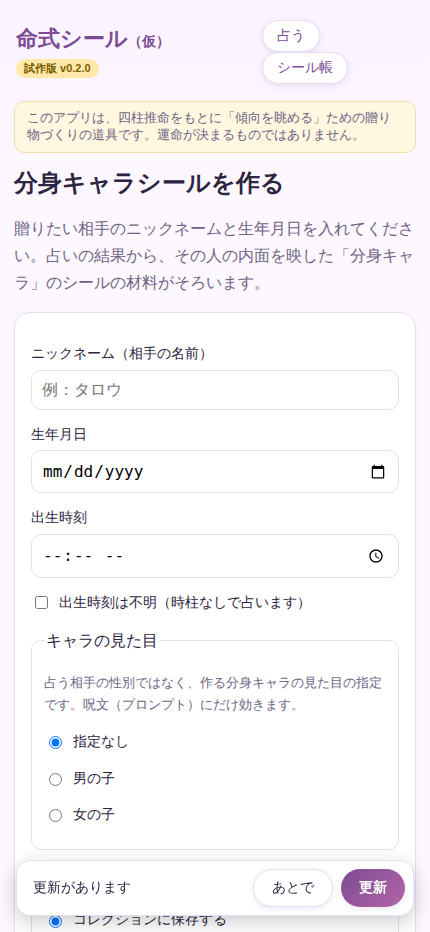 命式シール（仮）
試作版 v0.2.0
占う
シール帳
このアプリは、四柱推命をもとに「傾向を眺める」ための贈り
物づくりの道具です。運命が決まるものではありません。
分身キャラシールを作る
贈りたい相手のニックネームと生年月日を入れてくださ
い。占いの結果から、その人の内面を映した「分身キャ
ラ」のシールの材料がそろいます。
ニックネーム（相手の名前）
例：タロウ
生年月日
mm/dd/yyyy
出生時刻
--:-- --
出生時刻は不明（時柱なしで占います）
キャラの見た目
占う相手の性別ではなく、作る分身キャラの見た目の指定
です。呪文（プロンプト）にだけ効きます。
指定なし
男の子
女の子
更新があります
あとで
更新
コレクションに保存する